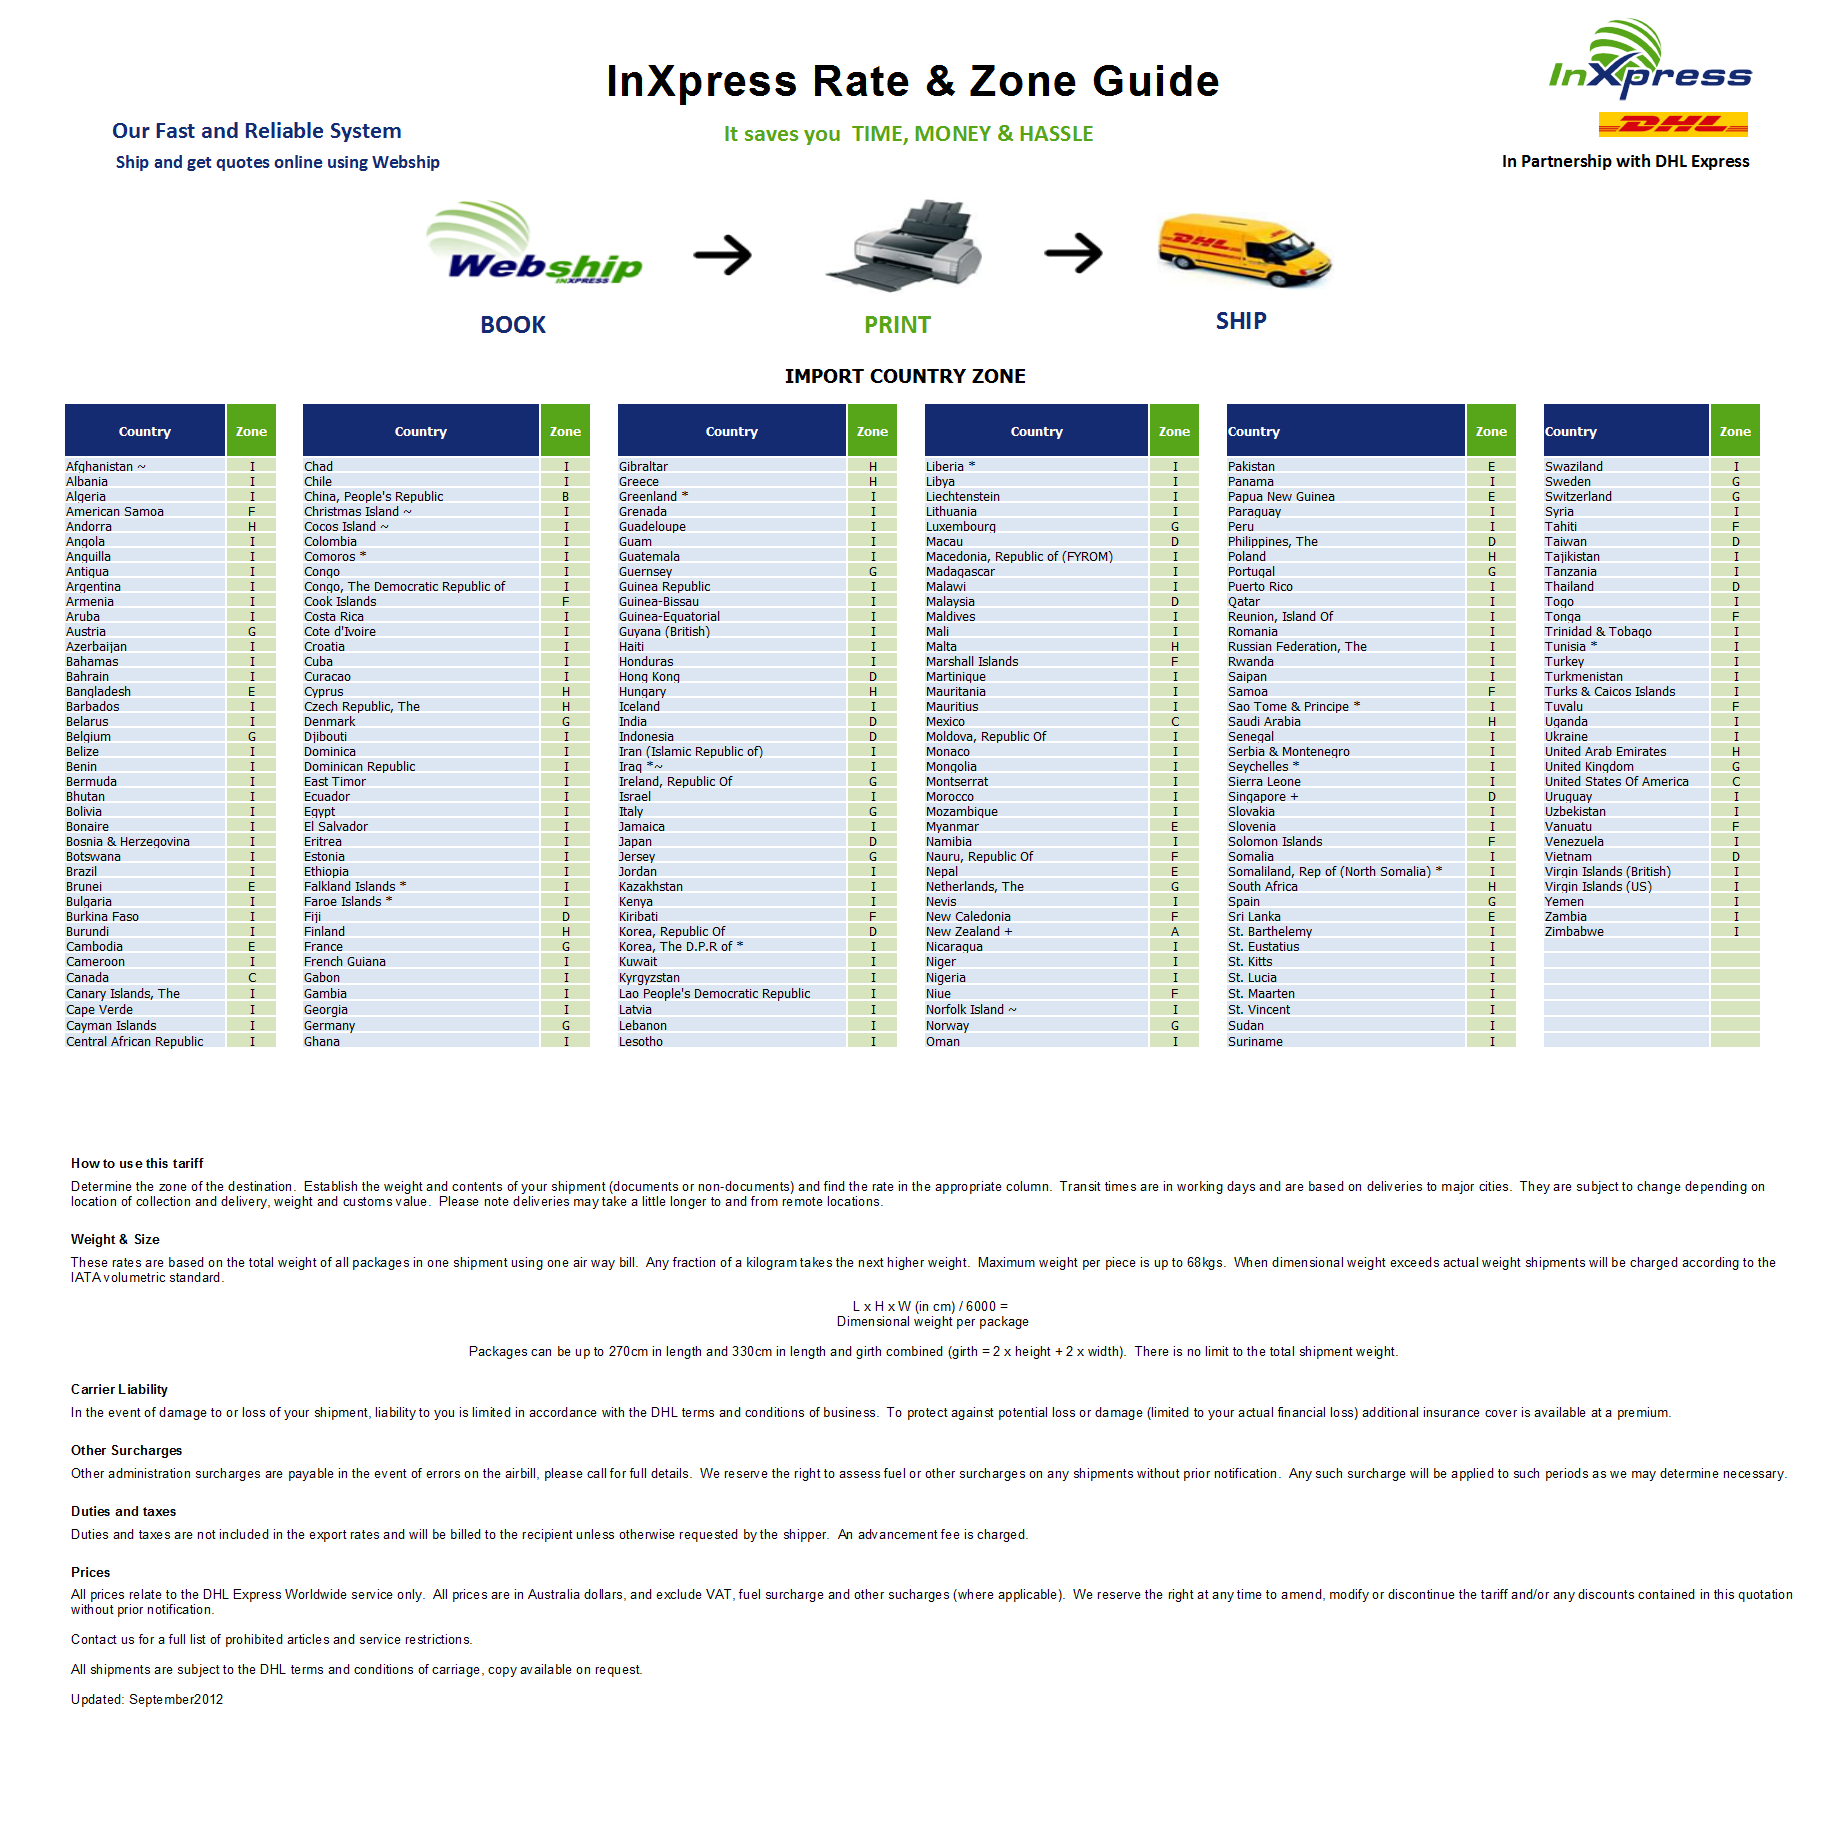 InXpress Rate & Zone Guide
InXpress
DHL
Our Fast and Reliable System
It saves you TIME, MONEY & HASSLE
Ship and get quotes online using Webship
In Partnership with DHL Express
Webship
INXPRESS
DHL
BOOK
PRINT
SHIP
IMPORT COUNTRY ZONE
Country Zone Country Zone Country Zone Country Zone Country Zone Country Zone
Afghanistan ~ I Chad I Gibraltar H Liberia * I Pakistan E Swaziland I
Albania I Chile I Greece H Libya I Panama I Sweden G
Algeria I China, People's Republic B Greenland * I Liechtenstein I Papua New Guinea E Switzerland G
American Samoa F Christmas Island ~ I Grenada I Lithuania I Paraguay I Syria I
Andorra H Cocos Island ~ I Guadeloupe I Luxembourg G Peru I Tahiti F
Angola I Colombia I Guam I Macau D Philippines, The D Taiwan D
Anguilla I Comoros * I Guatemala I Macedonia, Republic of (FYROM) I Poland H Tajikistan I
Antigua I Congo I Guernsey G Madagascar I Portugal G Tanzania I
Argentina I Congo, The Democratic Republic of I Guinea Republic I Malawi I Puerto Rico I Thailand D
Armenia I Cook Islands F Guinea-Bissau I Malaysia D Qatar I Togo I
Aruba I Costa Rica I Guinea-Equatorial I Maldives I Reunion, Island Of I Tonga F
Austria G Cote d'Ivoire I Guyana (British) I Mali I Romania I Trinidad & Tobago I
Azerbaijan I Croatia I Haiti I Malta H Russian Federation, The I Tunisia * I
Bahamas I Cuba I Honduras I Marshall Islands F Rwanda I Turkey I
Bahrain I Curacao I Hong Kong D Martinique I Saipan I Turkmenistan I
Bangladesh E Cyprus H Hungary H Mauritania I Samoa F Turks & Caicos Islands I
Barbados I Czech Republic, The H Iceland I Mauritius I Sao Tome & Principe * I Tuvalu F
Belarus I Denmark G India D Mexico C Saudi Arabia H Uganda I
Belgium G Djibouti I Indonesia D Moldova, Republic Of I Senegal I Ukraine I
Belize I Dominica I Iran (Islamic Republic of) I Monaco I Serbia & Montenegro I United Arab Emirates H
Benin I Dominican Republic I Iraq *~ I Mongolia I Seychelles * I United Kingdom G
Bermuda I East Timor I Ireland, Republic Of G Montserrat I Sierra Leone I United States Of America C
Bhutan I Ecuador I Israel I Morocco I Singapore + D Uruguay I
Bolivia I Egypt I Italy G Mozambique I Slovakia I Uzbekistan I
Bonaire I El Salvador I Jamaica I Myanmar E Slovenia I Vanuatu F
Bosnia & Herzegovina I Eritrea I Japan D Namibia I Solomon Islands F Venezuela I
Botswana I Estonia I Jersey G Nauru, Republic Of F Somalia I Vietnam D
Brazil I Ethiopia I Jordan I Nepal E Somaliland, Rep of (North Somalia) * I Virgin Islands (British) I
Brunei E Falkland Islands * I Kazakhstan I Netherlands, The G South Africa H Virgin Islands (US) I
Bulgaria I Faroe Islands * I Kenya I Nevis I Spain G Yemen I
Burkina Faso I Fiji D Kiribati F New Caledonia F Sri Lanka E Zambia I
Burundi I Finland H Korea, Republic Of D New Zealand + A St. Barthelemy I Zimbabwe I
Cambodia E France G Korea, The D.P.R of * I Nicaragua I St. Eustatius I
Cameroon I French Guiana I Kuwait I Niger I St. Kitts I
Canada C Gabon I Kyrgyzstan I Nigeria I St. Lucia I
Canary Islands, The I Gambia I Lao People's Democratic Republic I Niue F St. Maarten I
Cape Verde I Georgia I Latvia I Norfolk Island ~ I St. Vincent I
Cayman Islands I Germany G Lebanon I Norway G Sudan I
Central African Republic I Ghana I Lesotho I Oman I Suriname I
How to use this tariff
Determine the zone of the destination. Establish the weight and contents of your shipment (documents or non-documents) and find the rate in the appropriate column. Transit times are in working days and are based on deliveries to major cities. They are subject to change depending on
location of collection and delivery, weight and customs value. Please note deliveries may take a little longer to and from remote locations.
Weight & Size
These rates are based on the total weight of all packages in one shipment using one air way bill. Any fraction of a kilogram takes the next higher weight. Maximum weight per piece is up to 68kgs. When dimensional weight exceeds actual weight shipments will be charged according to the
IATA volumetric standard.
L x H x W (in cm) / 6000 =
Dimensional weight per package
Packages can be up to 270cm in length and 330cm in length and girth combined (girth = 2 x height + 2 x width). There is no limit to the total shipment weight.
Carrier Liability
In the event of damage to or loss of your shipment, liability to you is limited in accordance with the DHL terms and conditions of business. To protect against potential loss or damage (limited to your actual financial loss) additional insurance cover is available at a premium.
Other Surcharges
Other administration surcharges are payable in the event of errors on the airbill, please call for full details. We reserve the right to assess fuel or other surcharges on any shipments without prior notification. Any such surcharge will be applied to such periods as we may determine necessary.
Duties and taxes
Duties and taxes are not included in the export rates and will be billed to the recipient unless otherwise requested by the shipper. An advancement fee is charged.
Prices
All prices relate to the DHL Express Worldwide service only. All prices are in Australia dollars, and exclude VAT, fuel surcharge and other sucharges (where applicable). We reserve the right at any time to amend, modify or discontinue the tariff and/or any discounts contained in this quotation
without prior notification.
Contact us for a full list of prohibited articles and service restrictions.
All shipments are subject to the DHL terms and conditions of carriage, copy available on request.
Updated: September2012